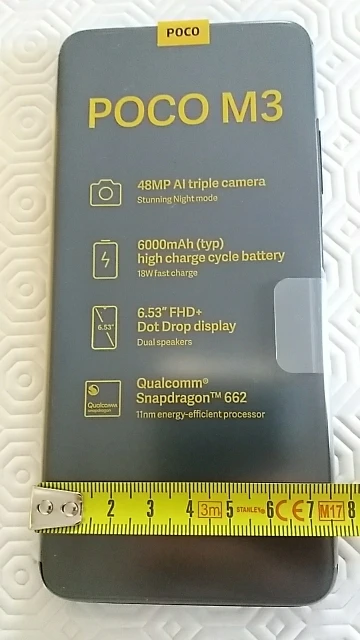 POCO
POCO M3
48MP AI triple camera
Stunning Night mode
6000mAh (typ)
high charge cycle battery
18W fast charge
6.53"
6.53" FHD+
Dot Drop display
Dual speakers
Qualcomm
snapdragon
Qualcomm®
Snapdragon™ 662
11nm energy-efficient processor
2 3 4 3m 5 STANLEY® 6 CE 7 M17 8